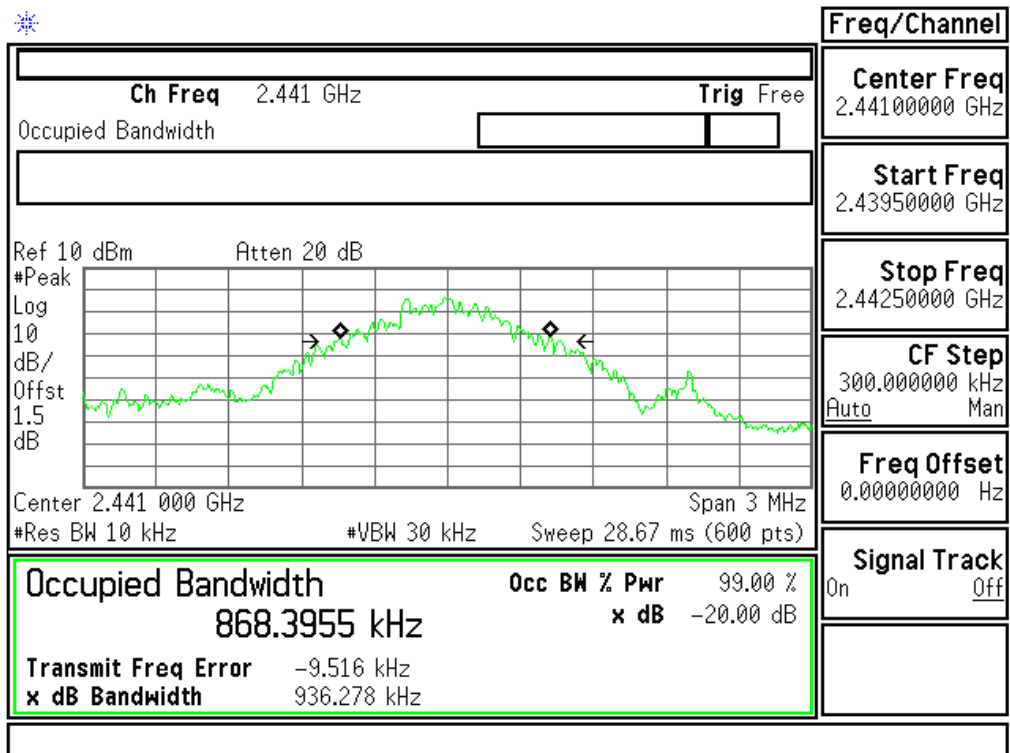 Freq/Channel
Ch Freq 2.441 GHz Trig Free
Occupied Bandwidth
Center Freq
2.44100000 GHz
Start Freq
2.43950000 GHz
Stop Freq
2.44250000 GHz
CF Step
300.000000 kHz
Auto Man
Freq Offset
0.00000000 Hz
Signal Track
On Off
Ref 10 dBm Atten 20 dB
#Peak
Log
10
dB/
Offst
1.5
dB
Center 2.441 000 GHz Span 3 MHz
#Res BW 10 kHz #VBW 30 kHz Sweep 28.67 ms (600 pts)
Occupied Bandwidth Occ BW % Pwr 99.00 %
868.3955 kHz x dB -20.00 dB
Transmit Freq Error -9.516 kHz
x dB Bandwidth 936.278 kHz